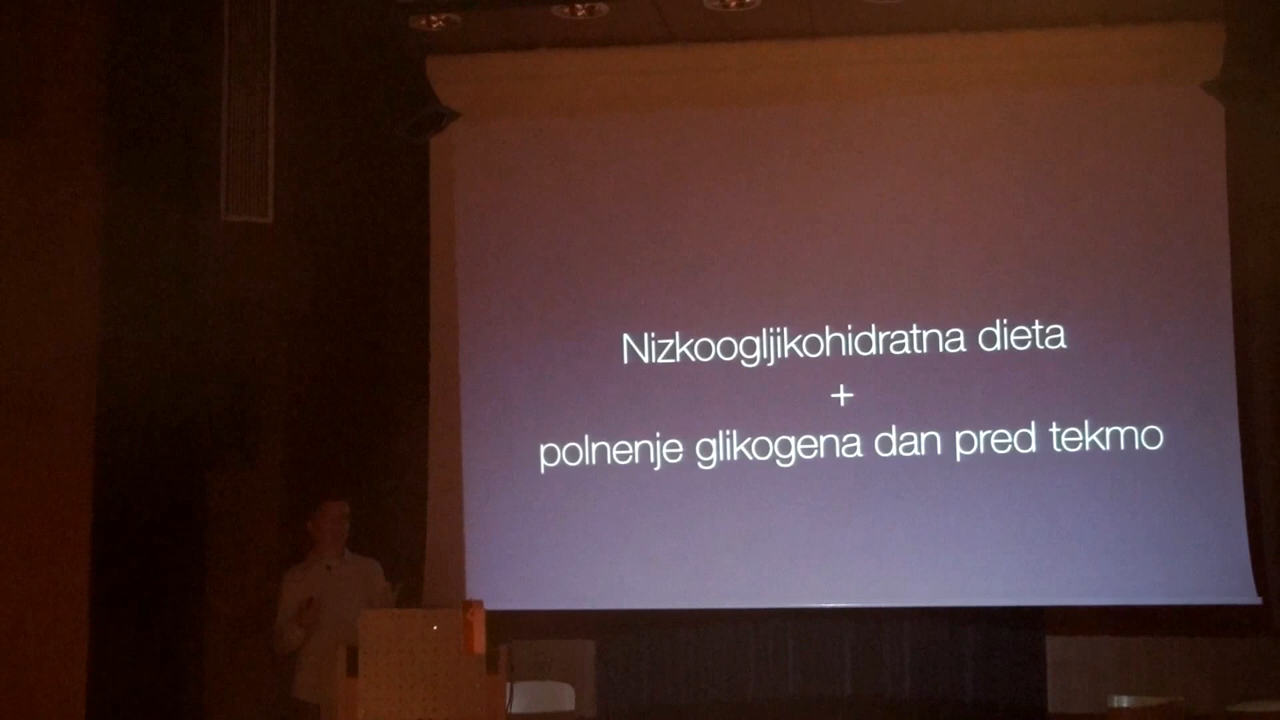 Nizkoogljikohidratna dieta
+
polnenje glikogena dan pred tekmo